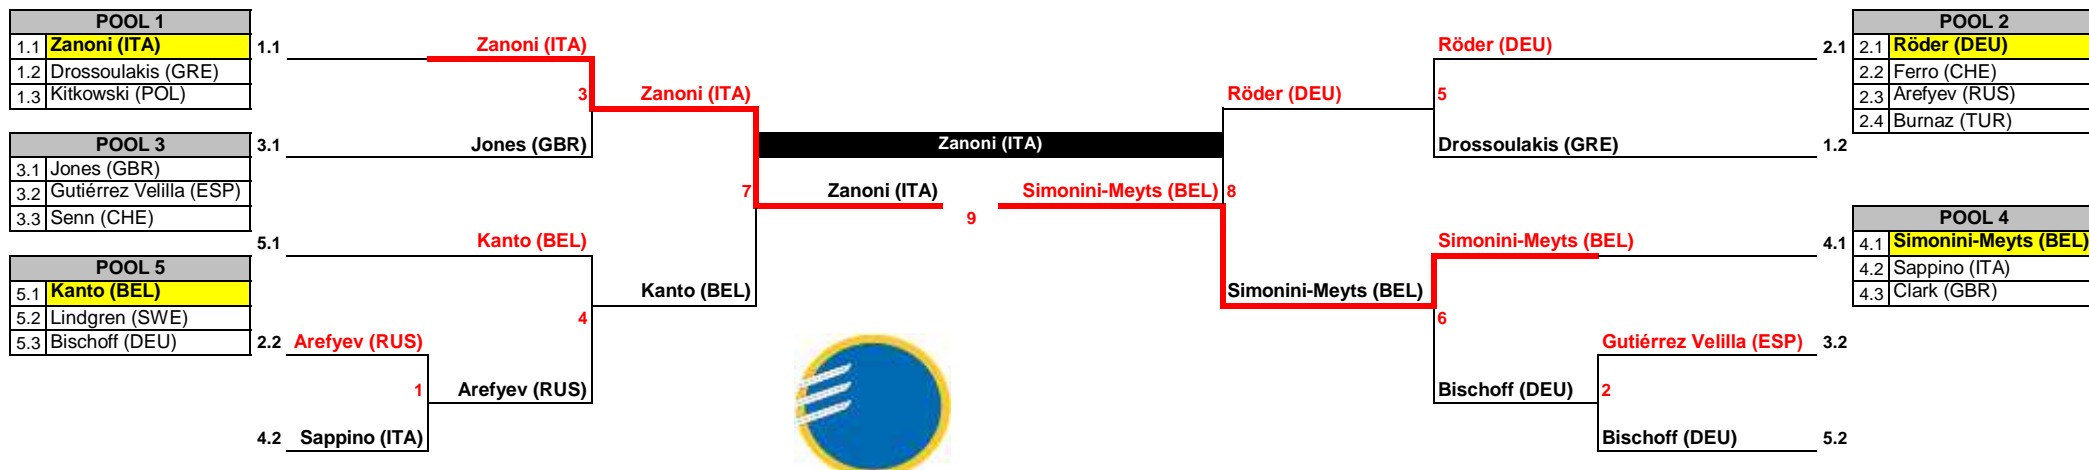 POOL 1
1.1 Zanoni (ITA)
1.2 Drossoulakis (GRE)
1.3 Kitkowski (POL)
POOL 3
3.1 Jones (GBR)
3.2 Gutiérrez Velilla (ESP)
3.3 Senn (CHE)
POOL 5
5.1 Kanto (BEL)
5.2 Lindgren (SWE)
5.3 Bischoff (DEU)
1.1 Zanoni (ITA)
3
3.1 Jones (GBR)
5.1 Kanto (BEL)
4
2.2 Arefyev (RUS)
1
Arefyev (RUS)
4.2 Sappino (ITA)
Zanoni (ITA)
7
Kanto (BEL)
Zanoni (ITA)
Zanoni (ITA)
9
Simonini-Meyts (BEL)
8
Röder (DEU)
Simonini-Meyts (BEL)
Röder (DEU) 2.1
5
Drossoulakis (GRE) 1.2
Simonini-Meyts (BEL) 4.1
6
Gutiérrez Velilla (ESP) 3.2
Bischoff (DEU)
2
Bischoff (DEU) 5.2
POOL 2
2.1 Röder (DEU)
2.2 Ferro (CHE)
2.3 Arefyev (RUS)
2.4 Burnaz (TUR)
POOL 4
4.1 Simonini-Meyts (BEL)
4.2 Sappino (ITA)
4.3 Clark (GBR)